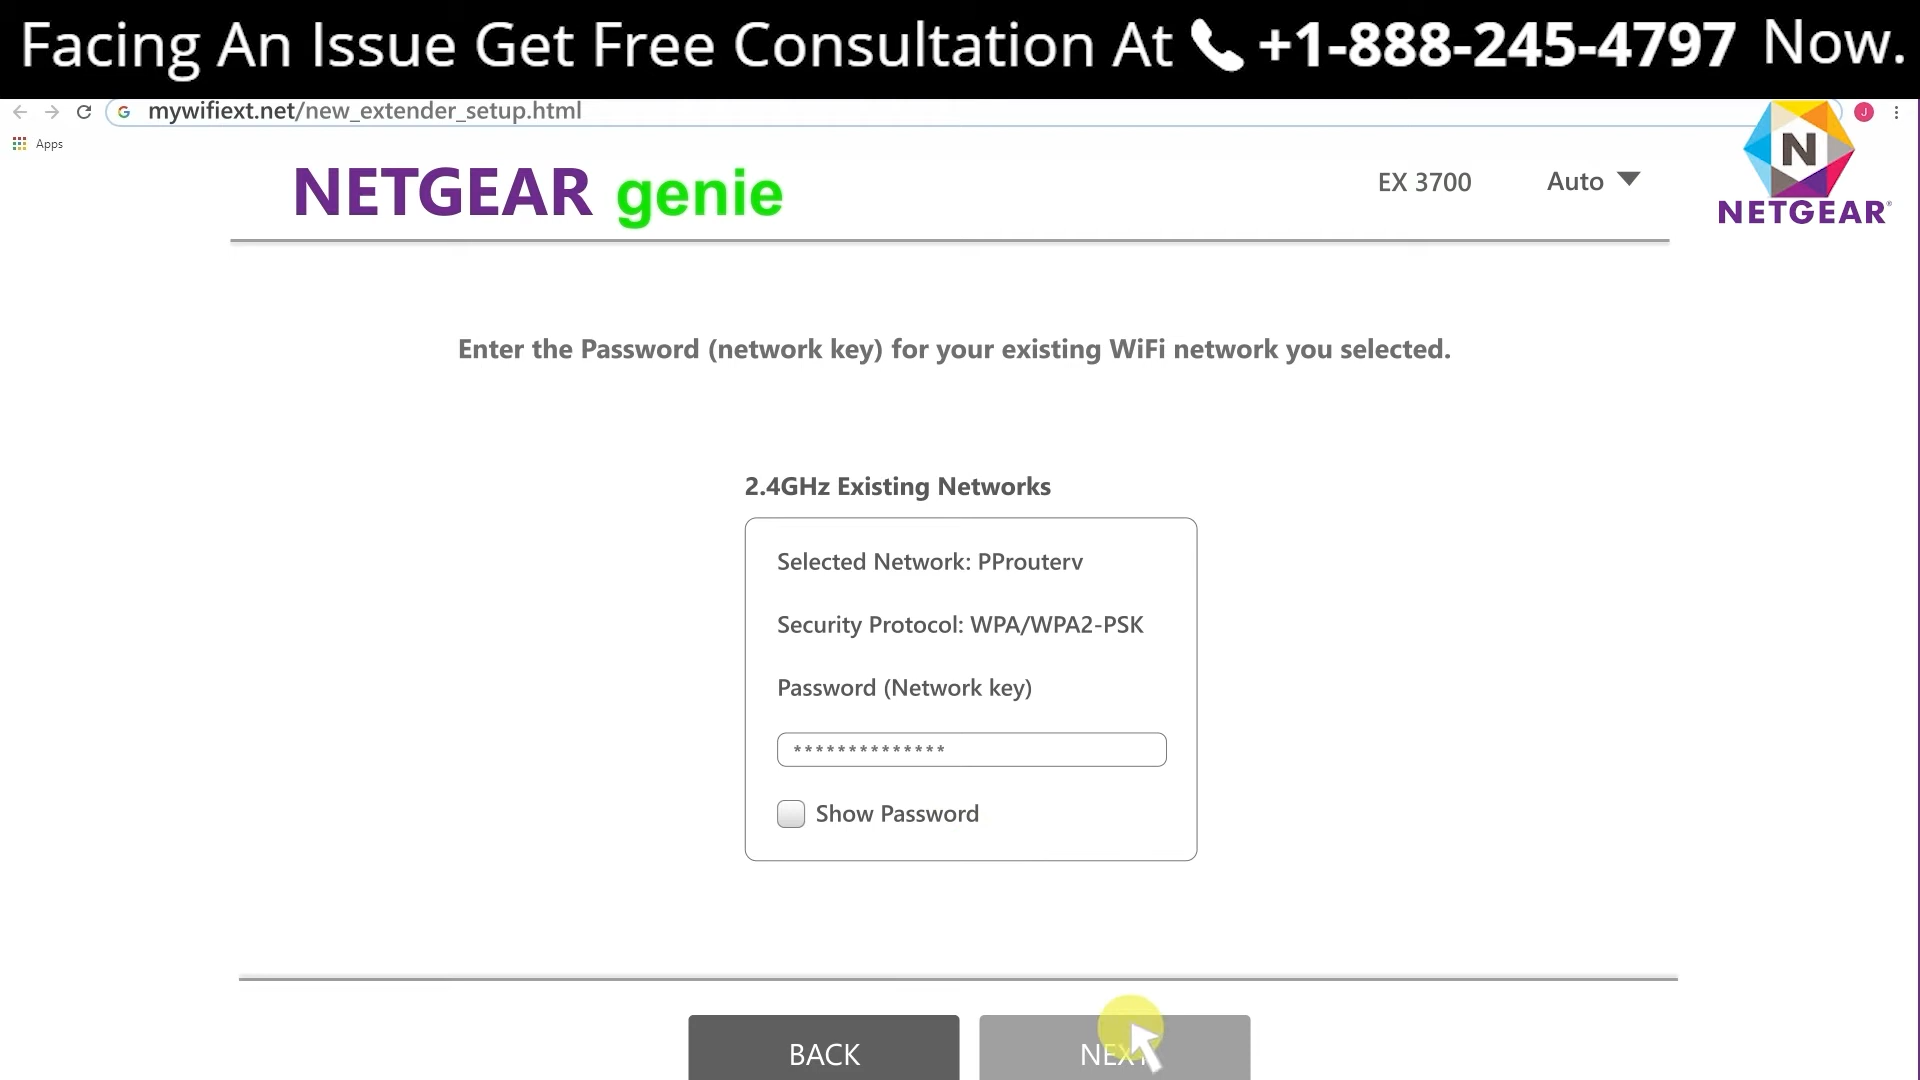 Facing An Issue Get Free Consultation At +1-888-245-4797 Now.
mywifiext.net/new_extender_setup.html
J
Apps
NETGEAR genie
EX 3700
Auto
N
NETGEAR®
Enter the Password (network key) for your existing WiFi network you selected.
2.4GHz Existing Networks
Selected Network: PProuterv
Security Protocol: WPA/WPA2-PSK
Password (Network key)
**************
Show Password
BACK
NEXT